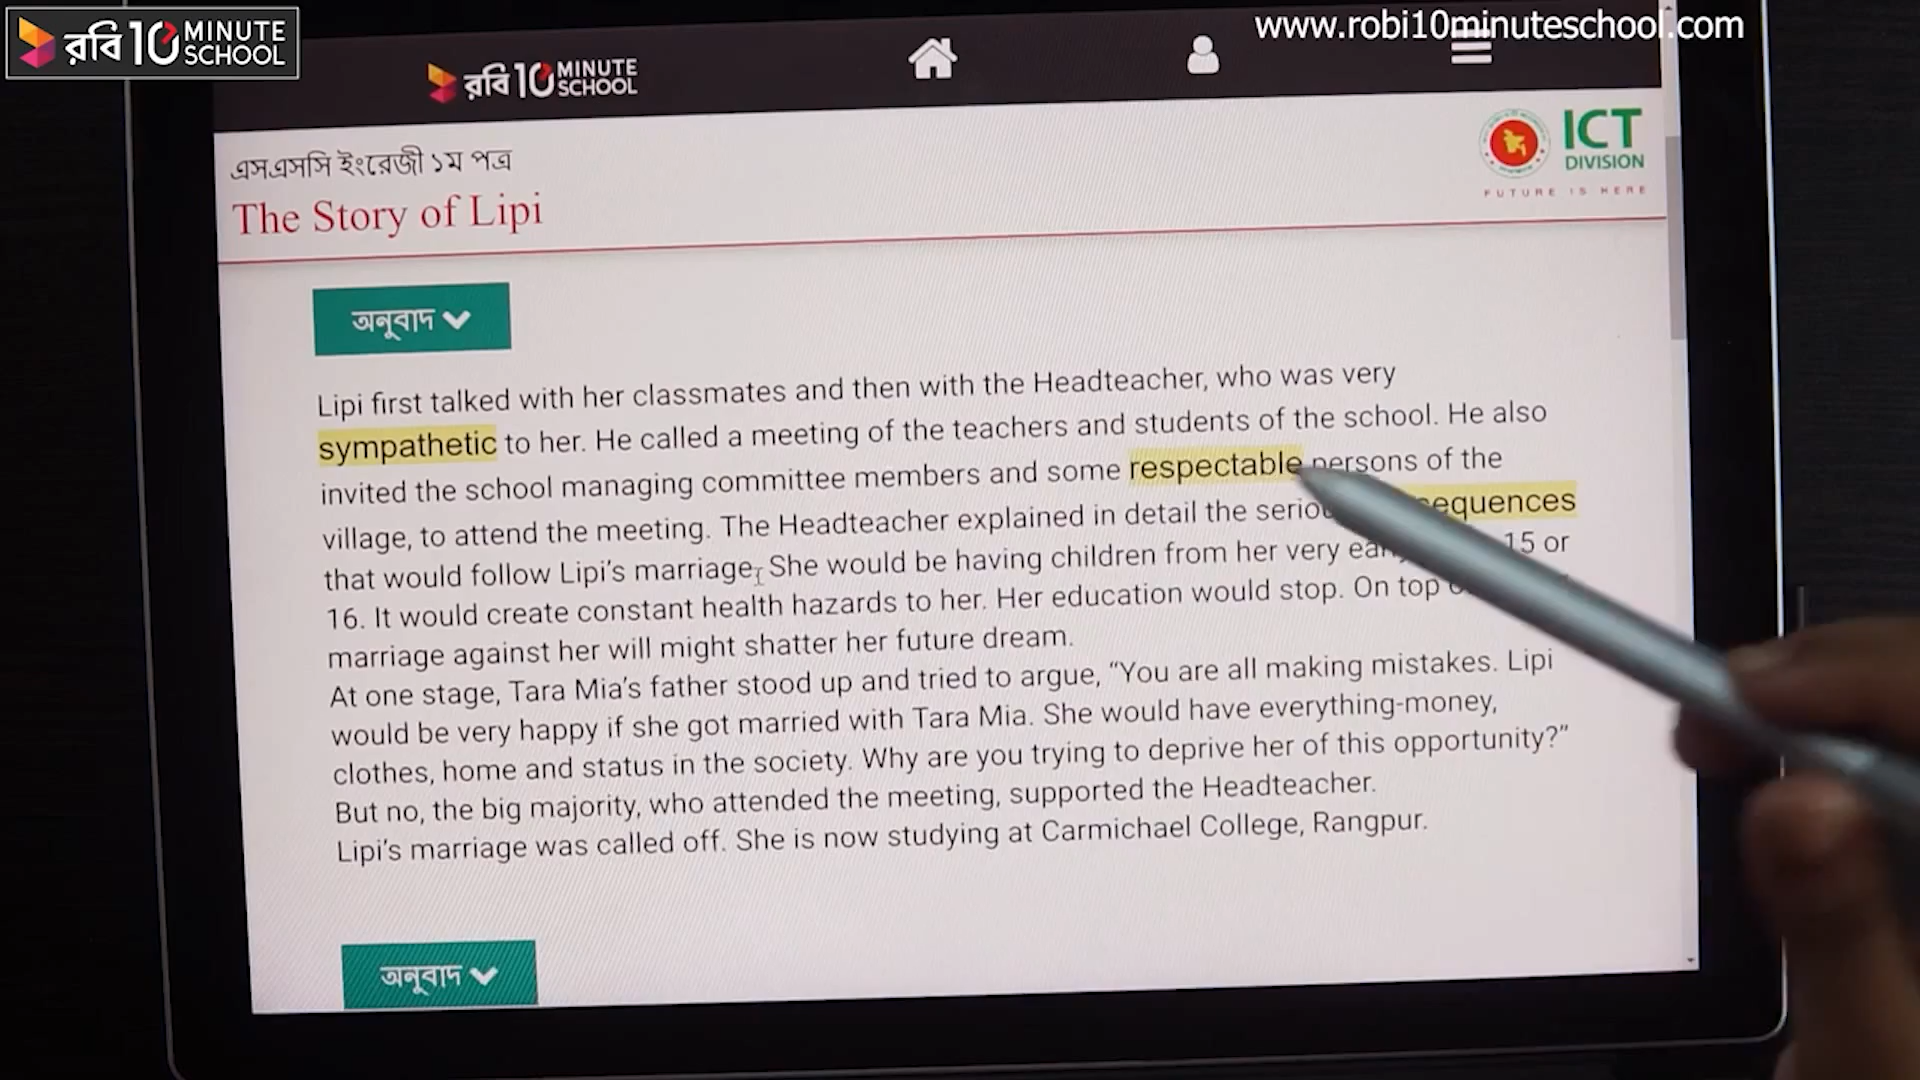 রবি 10 MINUTE SCHOOL
www.robi10minuteschool.com
রবি 10 MINUTE SCHOOL
ICT
DIVISION
FUTURE IS HERE
এসএসসি ইংরেজী ১ম পত্র
The Story of Lipi
অনুবাদ
Lipi first talked with her classmates and then with the Headteacher, who was very
sympathetic to her. He called a meeting of the teachers and students of the school. He also
invited the school managing committee members and some respectable persons of the
village, to attend the meeting. The Headteacher explained in detail the
that would follow Lipi's marriage. She would be having children from her very 15 or
16. It would create constant health hazards to her. Her education would stop. On top
marriage against her will might shatter her future dream.
At one stage, Tara Mia's father stood up and tried to argue, “You are all making mistakes. Lipi
would be very happy if she got married with Tara Mia. She would have everything-money,
clothes, home and status in the society. Why are you trying to deprive her of this opportunity?”
But no, the big majority, who attended the meeting, supported the Headteacher.
Lipi's marriage was called off. She is now studying at Carmichael College, Rangpur.
অনুবাদ